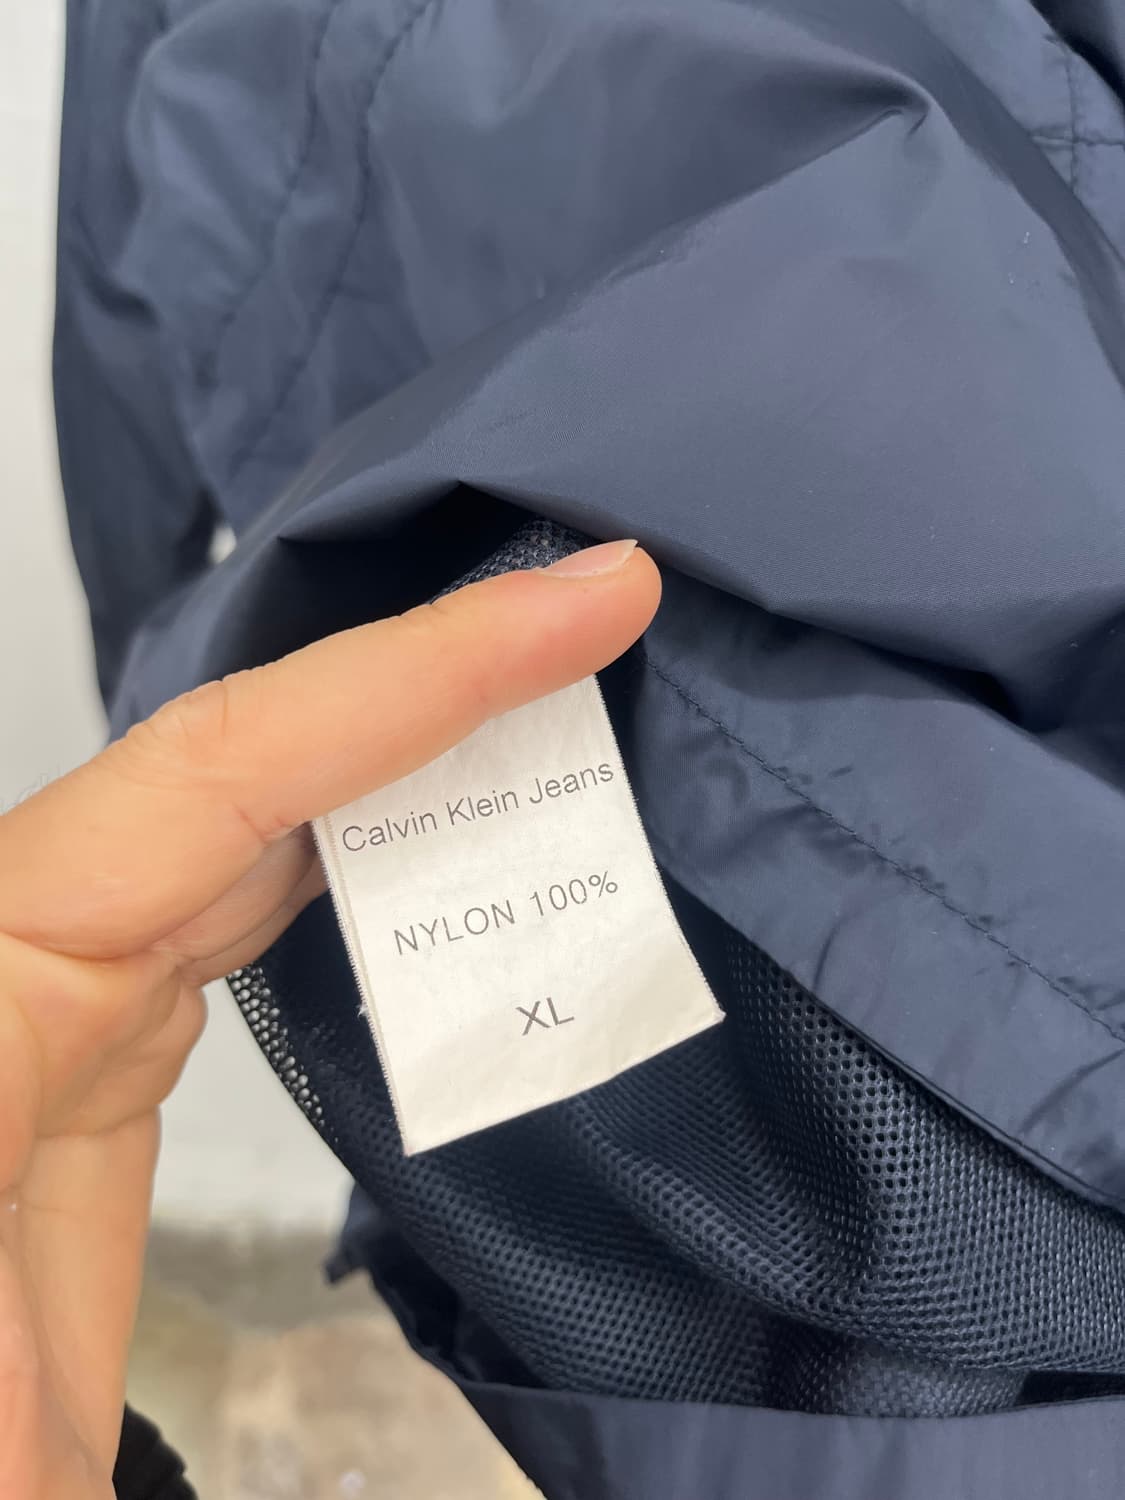 Calvin Klein Jeans
NYLON 100%
XL